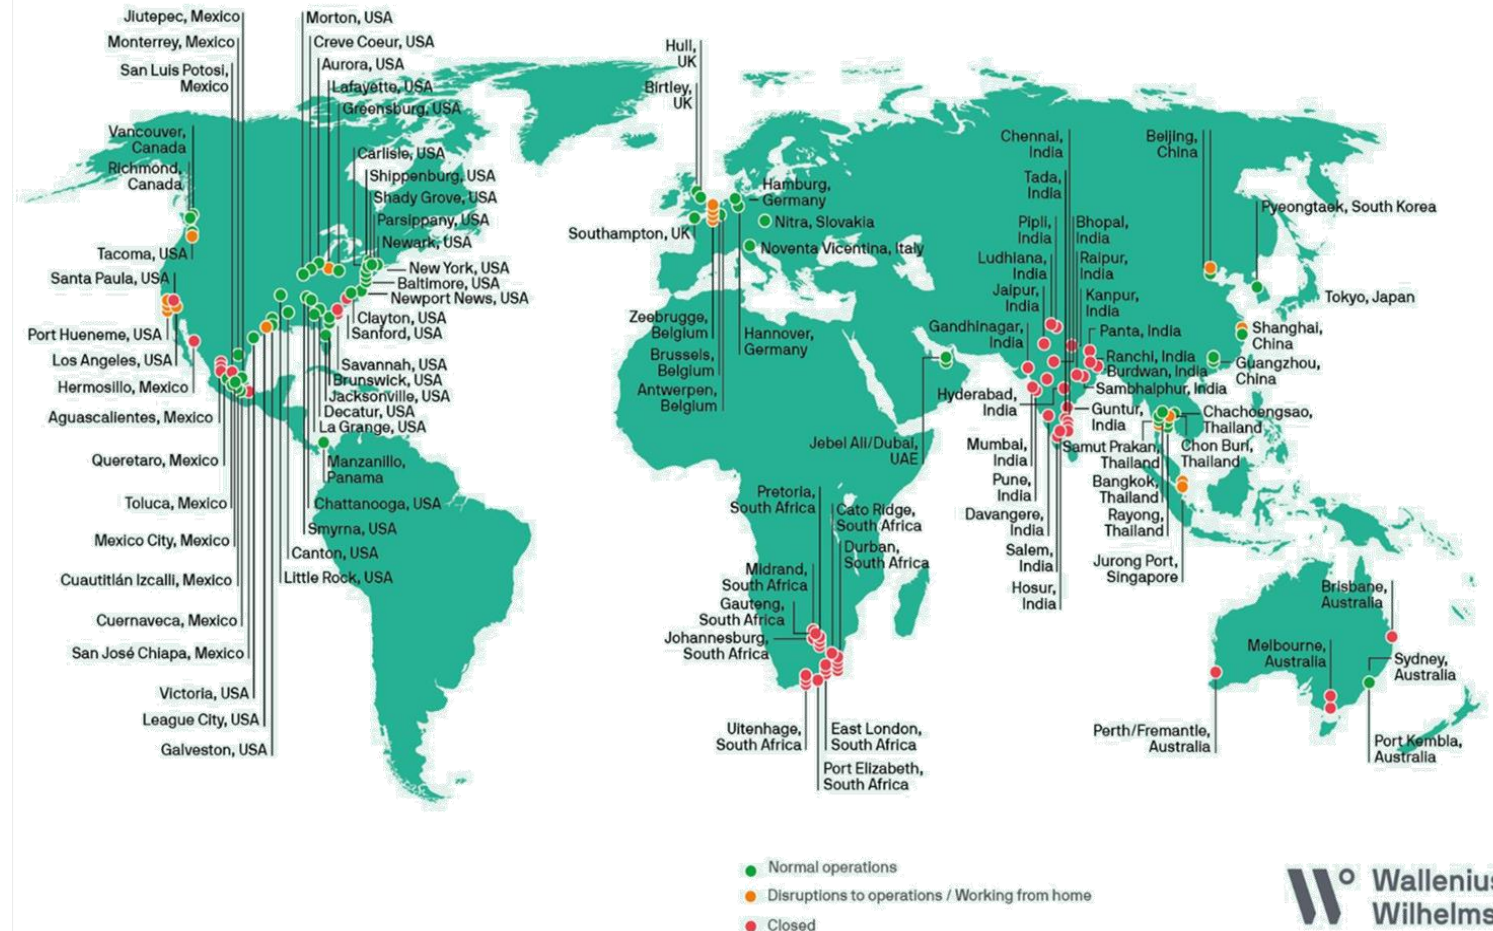 Jiutepec, Mexico
Monterrey, Mexico
San Luis Potosi,
Mexico
Morton, USA
Creve Coeur, USA
Aurora, USA
Lafayette, USA
Greensburg, USA
Vancouver,
Canada
Richmond,
Canada
Carlisle, USA
Shippenburg, USA
Shady Grove, USA
Parsippany, USA
Newark, USA
New York, USA
Baltimore, USA
Newport News, USA
Clayton, USA
Sanford, USA
Tacoma, USA
Santa Paula, USA
Port Hueneme, USA
Los Angeles, USA
Hermosillo, Mexico
Aguascalientes, Mexico
Queretaro, Mexico
Toluca, Mexico
Mexico City, Mexico
Cuautitlán Izcalli, Mexico
Cuernaveca, Mexico
San José Chiapa, Mexico
Victoria, USA
League City, USA
Galveston, USA
Savannah, USA
Brunswick, USA
Jacksonville, USA
Decatur, USA
La Grange, USA
Manzanillo,
Panama
Chattanooga, USA
Smyrna, USA
Canton, USA
Little Rock, USA
Hull,
UK
Birtley,
UK
Southampton, UK
Hamburg,
Germany
Nitra, Slovakia
Noventa Vicentina, Italy
Zeebrugge,
Belgium
Brussels,
Belgium
Antwerpen,
Belgium
Hannover,
Germany
Jebel Ali/Dubai,
UAE
Pretoria,
South Africa
Cato Ridge,
South Africa
Durban,
South Africa
Midrand,
South Africa
Gauteng,
South Africa
Johannesburg,
South Africa
Uitenhage,
South Africa
East London,
South Africa
Port Elizabeth,
South Africa
Chennai,
India
Tada,
India
Pipli,
India
Bhopal,
India
Ludhiana,
India
Raipur,
India
Jaipur,
India
Kanpur,
India
Gandhinagar,
India
Panta, India
Ranchi, India
Burdwan, India
Sambhalphur, India
Hyderabad,
India
Guntur,
India
Mumbai,
India
Pune,
India
Davangere,
India
Salem,
India
Hosur,
India
Beijing,
China
Pyeongtaek, South Korea
Tokyo, Japan
Shanghai,
China
Guangzhou,
China
Chachoengsao,
Thailand
Chon Buri,
Thailand
Samut Prakan,
Thailand
Bangkok,
Thailand
Rayong,
Thailand
Jurong Port,
Singapore
Brisbane,
Australia
Melbourne,
Australia
Sydney,
Australia
Perth/Fremantle,
Australia
Port Kembla,
Australia
Normal operations
Disruptions to operations / Working from home
Closed
Wallenius
Wilhelms